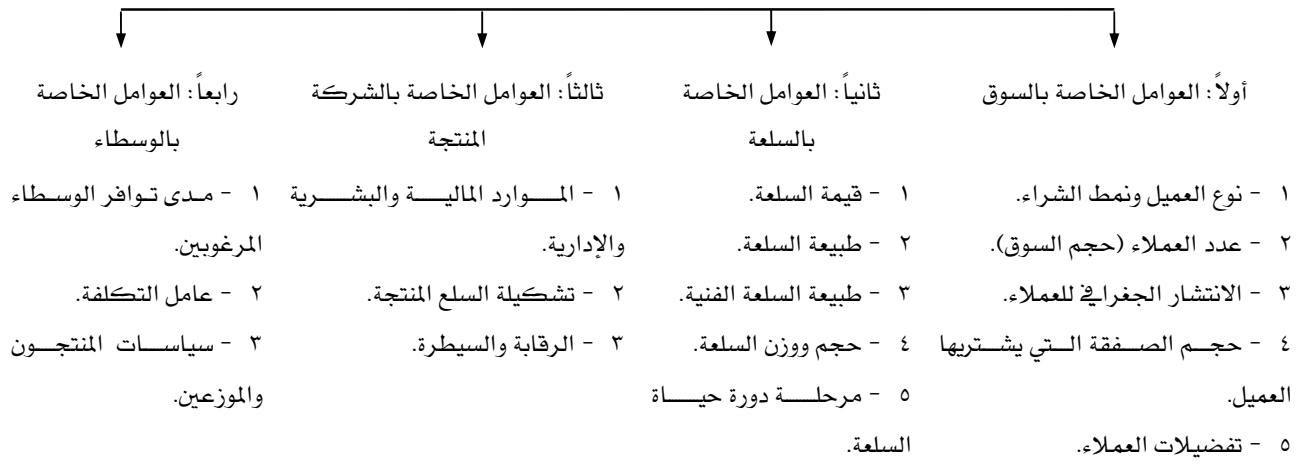 أولاً: العوامل الخاصة بالسوق
١ - نوع العميل ونمط الشراء.
٢ - عدد العملاء (حجم السوق).
٣ - الانتشار الجغرافي للعملاء.
٤ - حجم الصفقة التي يشتريها
العميل.
٥ - تفضيلات العملاء.
ثانياً: العوامل الخاصة
بالسلعة
١ - قيمة السلعة.
٢ - طبيعة السلعة.
٣ - طبيعة السلعة الفنية.
٤ - حجم ووزن السلعة.
٥ - مرحلة دورة حياة
السلعة.
ثالثاً: العوامل الخاصة بالشركة
المنتجة
١ - الموارد المالية والبشرية
والإدارية.
٢ - تشكيلة السلع المنتجة.
٣ - الرقابة والسيطرة.
رابعاً: العوامل الخاصة
بالوسطاء
١ - مدى توافر الوسطاء
المرغوبين.
٢ - عامل التكلفة.
٣ - سياسات المنتجون
والموزعين.